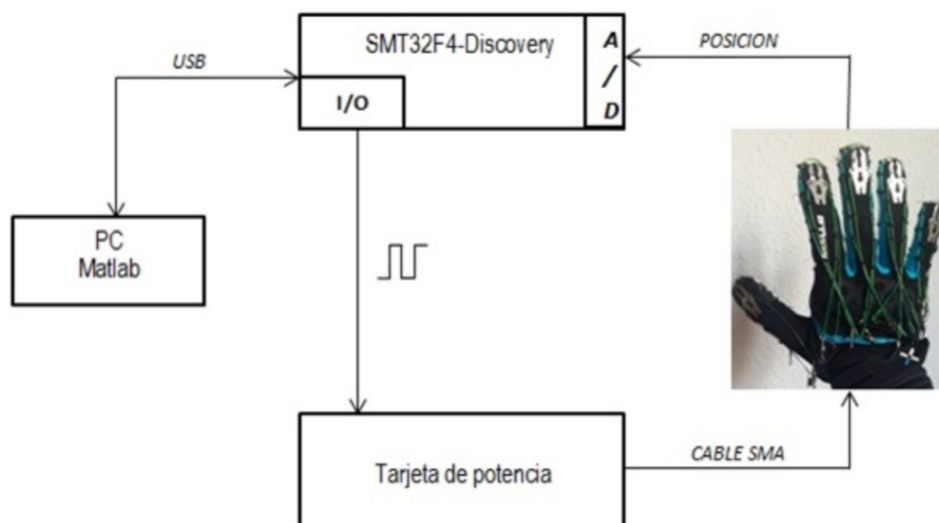 SMT32F4-Discovery
A
/
D
POSICION
USB
I/O
PC
Matlab
Tarjeta de potencia
CABLE SMA